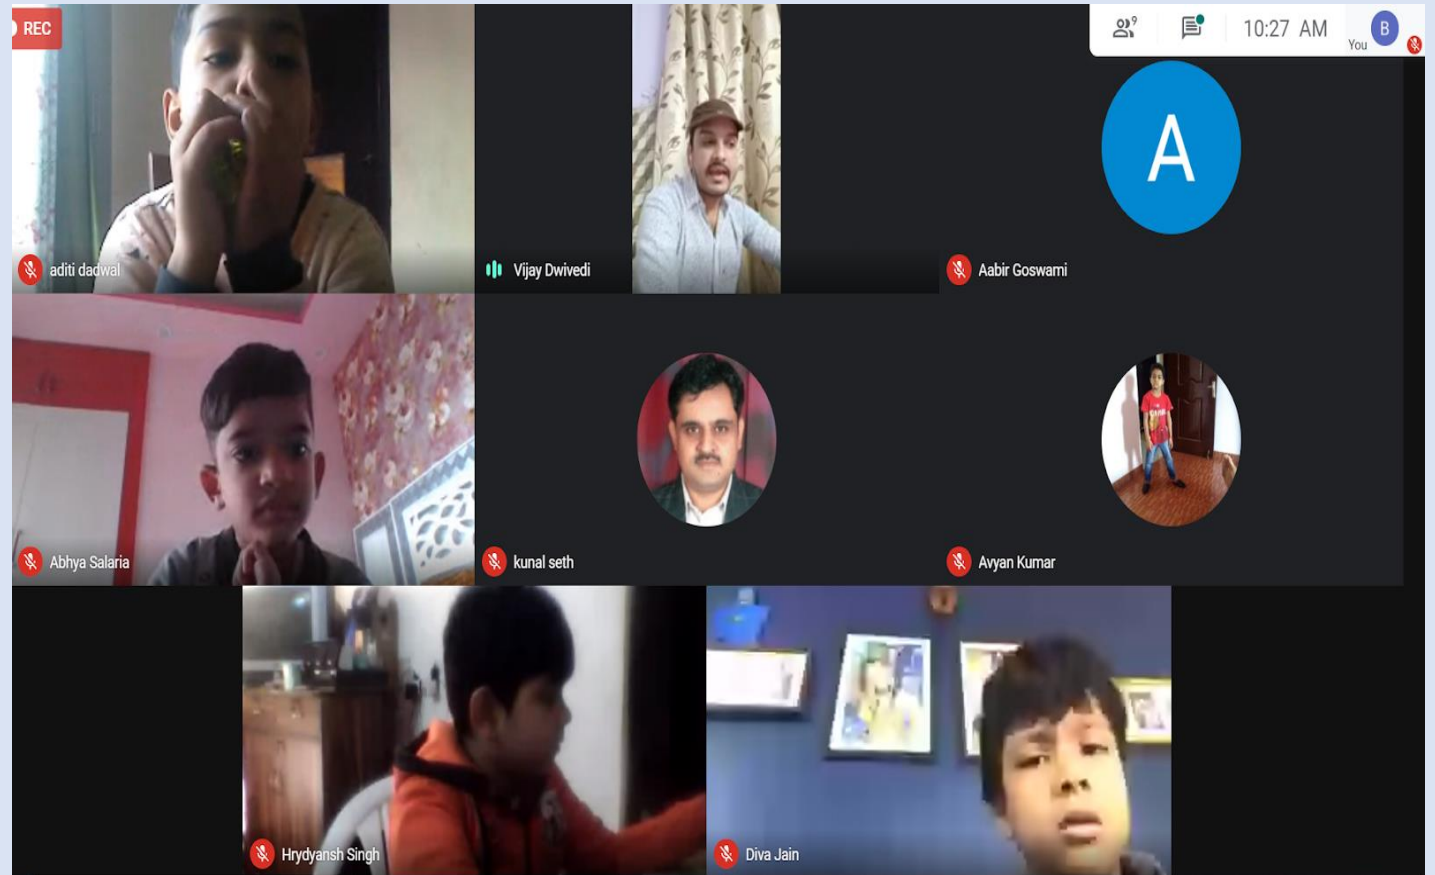 REC
9
10:27 AM
You
B
A
aditi dadwal
Vijay Dwivedi
Aabir Goswami
Abhya Salaria
kunal seth
Avyan Kumar
Hrydyansh Singh
Diva Jain